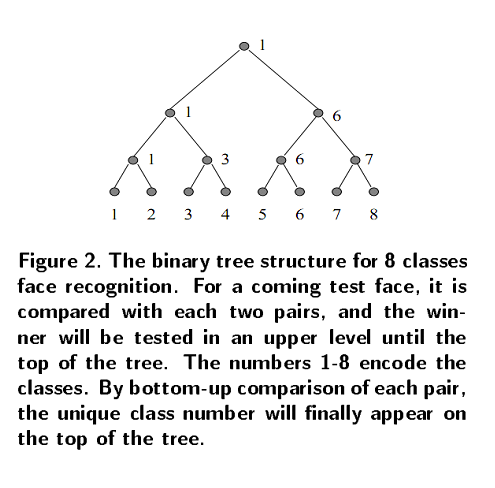 1
1 6
1 3 6 7
1 2 3 4 5 6 7 8
Figure 2. The binary tree structure for 8 classes
face recognition. For a coming test face, it is
compared with each two pairs, and the win-
ner will be tested in an upper level until the
top of the tree. The numbers 1-8 encode the
classes. By bottom-up comparison of each pair,
the unique class number will finally appear on
the top of the tree.